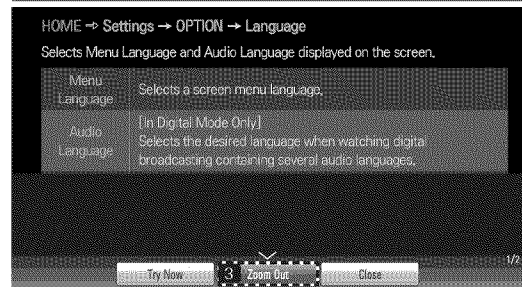 HOME → Settings → OPTION → Language
Selects Menu Language and Audio Language displayed on the screen.
Menu
Language
Selects a screen menu language.
Audio
Language
[In Digital Mode Only]
Selects the desired language when watching digital
broadcasting containing several audio languages.
1/2
Try Now
3
Zoom Out
Close